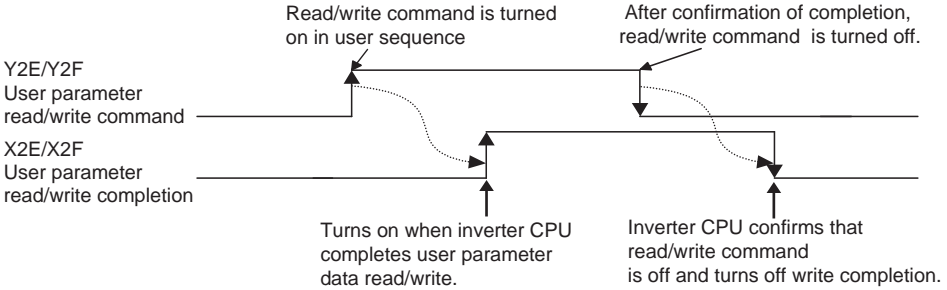 Read/write command is turned
on in user sequence
After confirmation of completion,
read/write command is turned off.
Y2E/Y2F
User parameter
read/write command
X2E/X2F
User parameter
read/write completion
Turns on when inverter CPU
completes user parameter
data read/write.
Inverter CPU confirms that
read/write command
is off and turns off write completion.